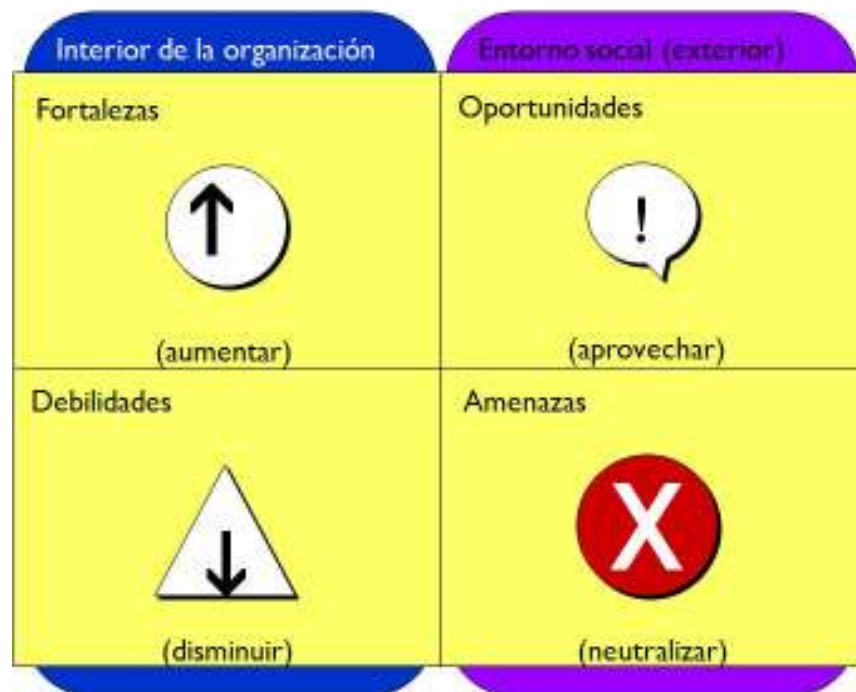 Interior de la organización
Entorno social (exterior)
Fortalezas
Oportunidades
!
(aumentar)
(aprovechar)
Debilidades
Amenazas
X
(disminuir)
(neutralizar)